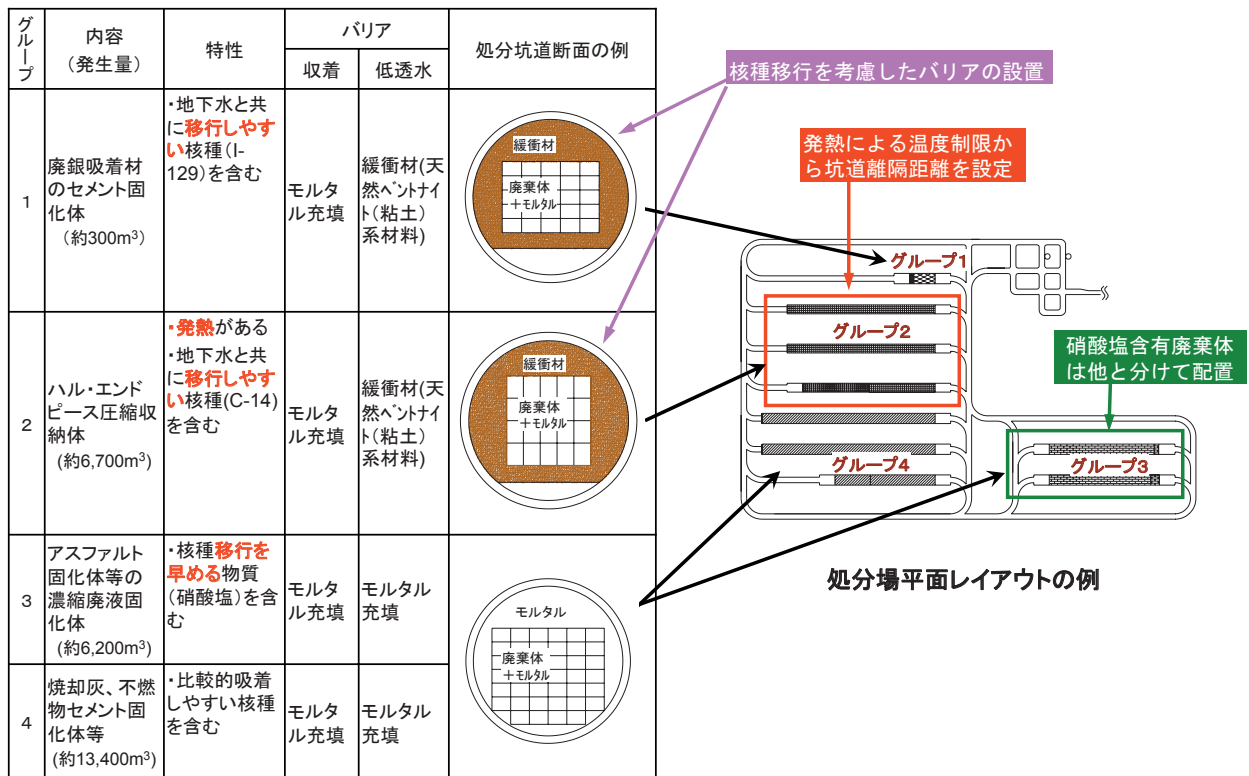 グループ
内容
(発生量)
特性
バリア
収着
低透水
処分坑道断面の例
1
廃銀吸着材
のセメント固
化体
(約300m³)
・地下水と共
に移行しやす
い核種(I-
129)を含む
モルタ
ル充填
緩衝材(天
然ベントナイ
ト(粘土)
系材料)
緩衝材
廃棄体
+モルタル
2
ハル・エンド
ピース圧縮収
納体
(約6,700m³)
・発熱がある
・地下水と共
に移行しやす
い核種(C-14)
を含む
モルタ
ル充填
緩衝材(天
然ベントナイ
ト(粘土)
系材料)
緩衝材
廃棄体
+モルタル
3
アスファルト
固化体等の
濃縮廃液固
化体
(約6,200m³)
・核種移行を
早める物質
(硝酸塩)を含
む
モルタ
ル充填
モルタル
充填
モルタル
廃棄体
+モルタル
4
焼却灰、不燃
物セメント固
化体等
(約13,400m³)
・比較的吸着
しやすい核種
を含む
モルタ
ル充填
モルタル
充填
核種移行を考慮したバリアの設置
発熱による温度制限か
ら坑道離隔距離を設定
グループ1
グループ2
硝酸塩含有廃棄体
は他と分けて配置
グループ4
グループ3
処分場平面レイアウトの例